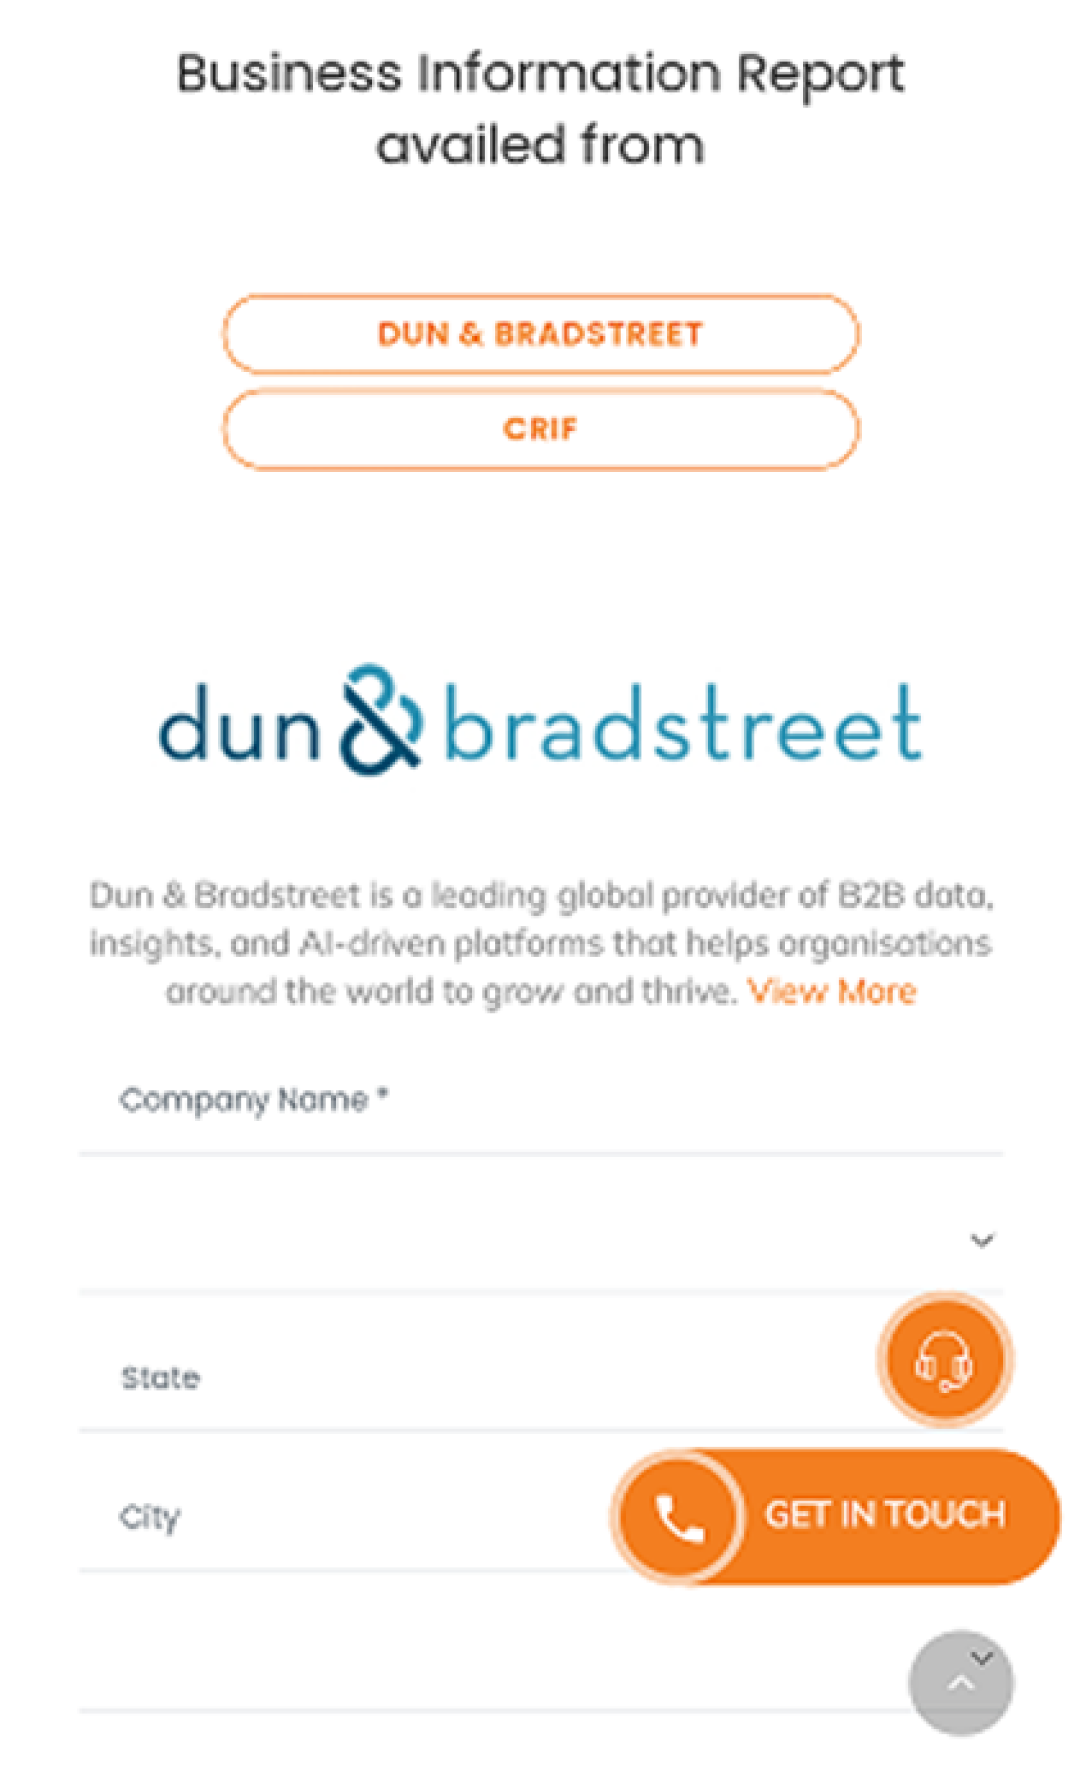 Business Information Report
availed from
DUN & BRADSTREET
CRIF
dun & bradstreet
Dun & Bradstreet is a leading global provider of B2B data,
insights, and AI-driven platforms that helps organisations
around the world to grow and thrive. View More
Company Name *
State
City
GET IN TOUCH